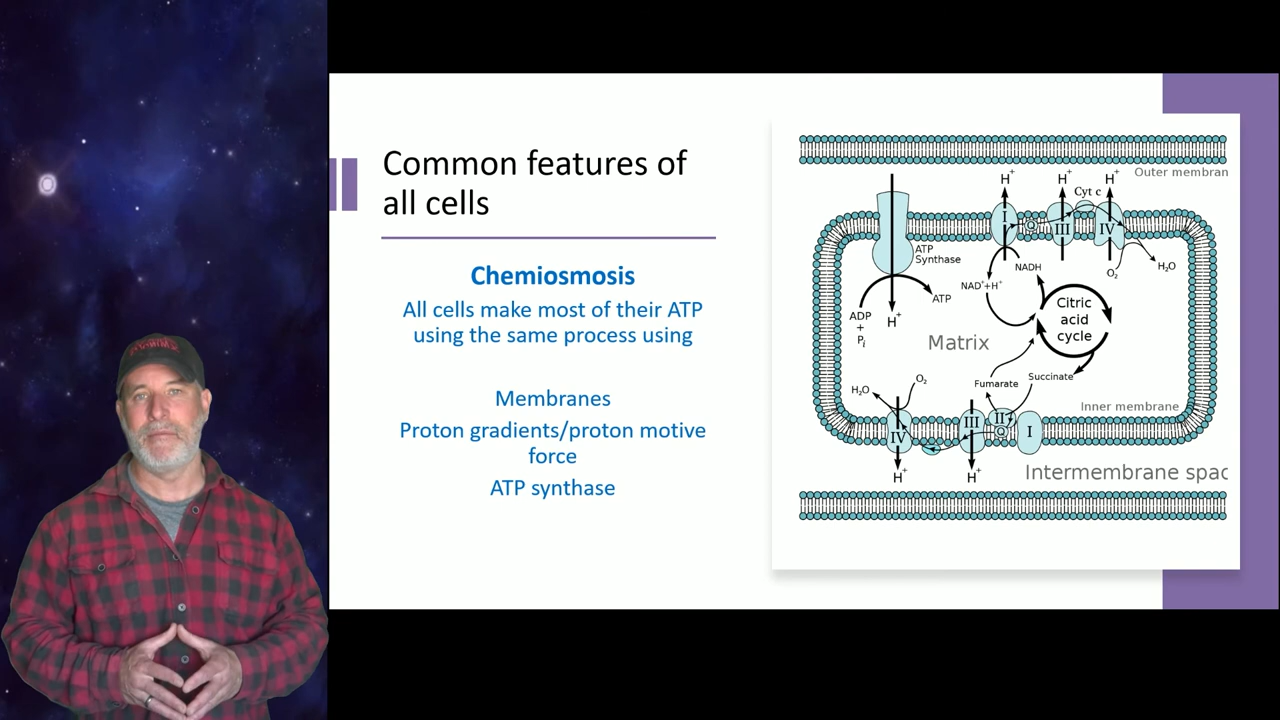 Common features of
all cells
Chemiosmosis
All cells make most of their ATP
using the same process using
Membranes
Proton gradients/proton motive
force
ATP synthase
Outer membran
H+
H+
H+
Cyt c
I
Q
III
IV
ATP
Synthase
NADH
NAD++H+
O2
H2O
ATP
ADP
+
Pi
H+
Citric
acid
cycle
Matrix
Fumarate
Succinate
H2O
O2
Inner membrane
IV
III
II
Q
I
H+
H+
Intermembrane spac